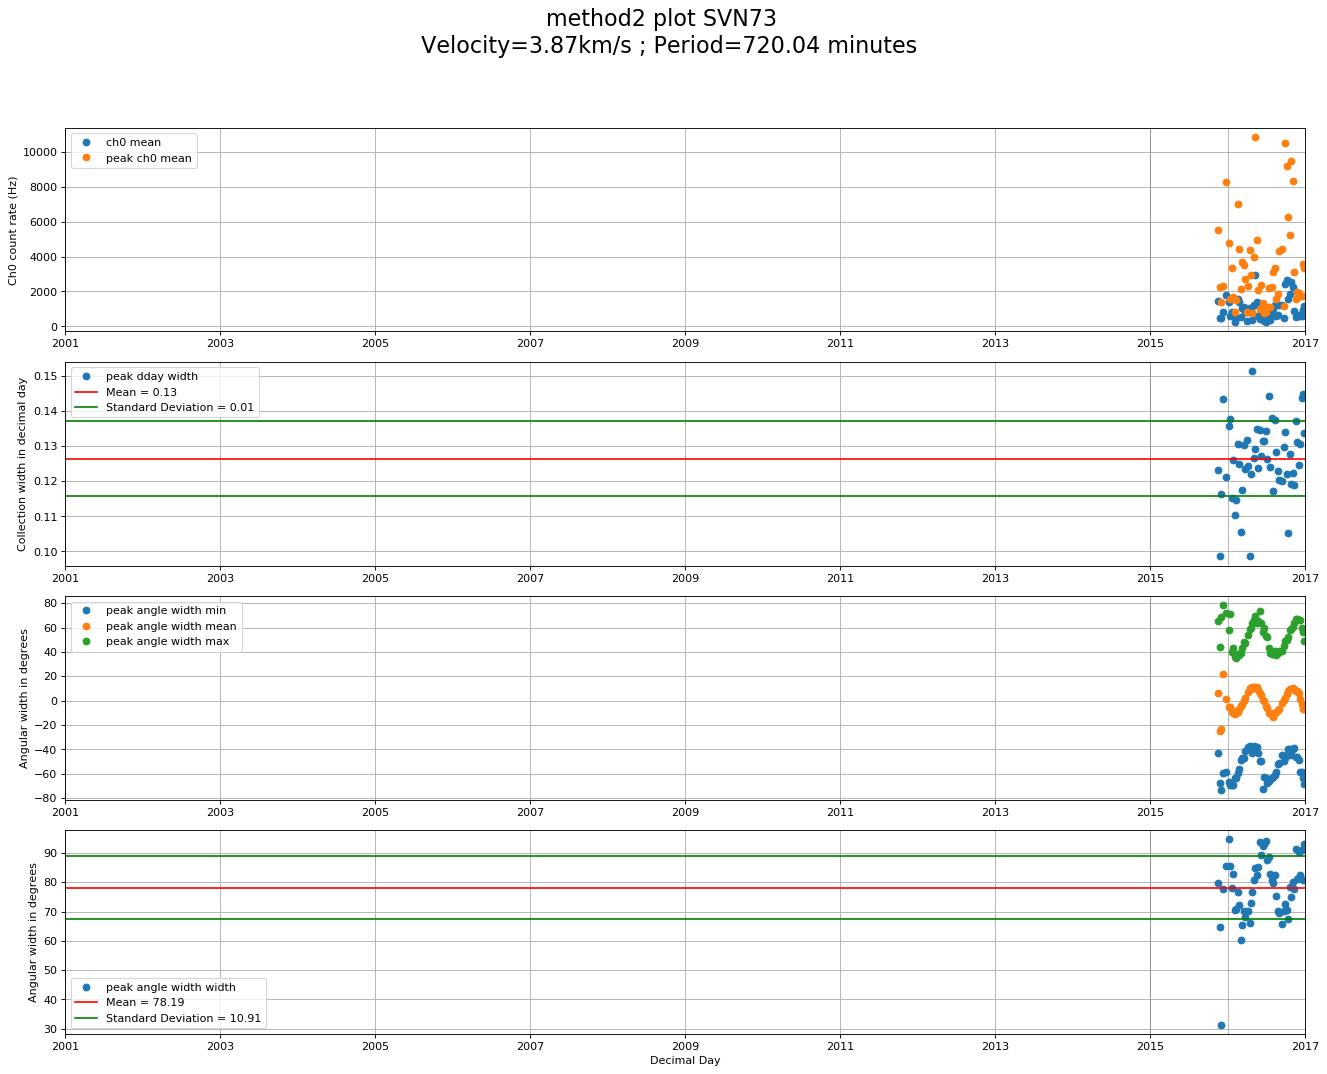 method2 plot SVN73
Velocity=3.87km/s ; Period=720.04 minutes
Ch0 count rate (Hz)
10000
8000
6000
4000
2000
0
ch0 mean
peak ch0 mean
2001 2003 2005 2007 2009 2011 2013 2015 2017
Collection width in decimal day
0.15
0.14
0.13
0.12
0.11
0.10
peak dday width
Mean = 0.13
Standard Deviation = 0.01
2001 2003 2005 2007 2009 2011 2013 2015 2017
Angular width in degrees
80
60
40
20
0
−20
−40
−60
−80
peak angle width min
peak angle width mean
peak angle width max
2001 2003 2005 2007 2009 2011 2013 2015 2017
Angular width in degrees
90
80
70
60
50
40
30
peak angle width width
Mean = 78.19
Standard Deviation = 10.91
2001 2003 2005 2007 2009 2011 2013 2015 2017
Decimal Day